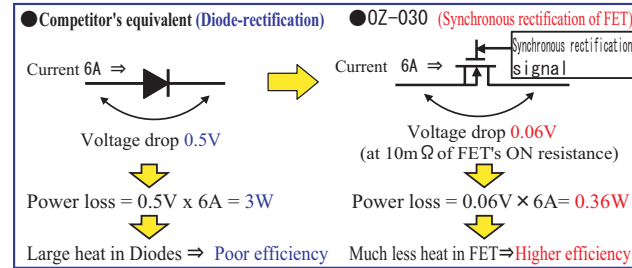 ●Competitor's equivalent (Diode-rectification)
Current 6A ⇒
Voltage drop 0.5V
Power loss = 0.5V x 6A = 3W
Large heat in Diodes ⇒ Poor efficiency
●OZ-030 (Synchronous rectification of FET)
Synchronous rectification
signal
Current 6A ⇒
Voltage drop 0.06V
(at 10mΩ of FET's ON resistance)
Power loss = 0.06V × 6A= 0.36W
Much less heat in FET⇒Higher efficiency